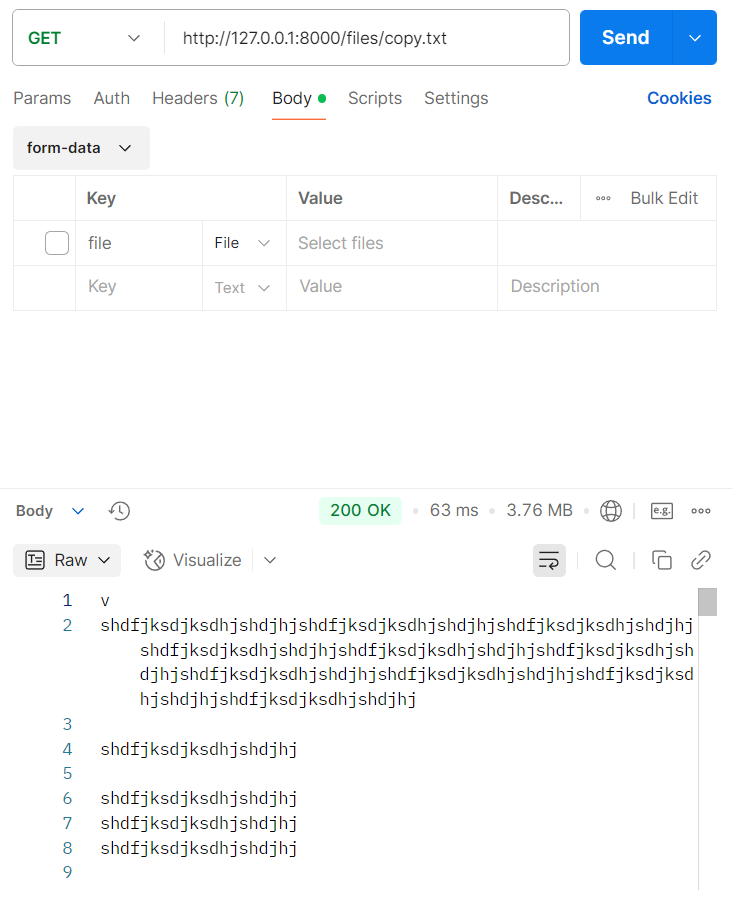 GET http://127.0.0.1:8000/files/copy.txt Send
Params Auth Headers (7) Body Scripts Settings Cookies
form-data
Key Value Desc... Bulk Edit
file File Select files
Key Text Value Description
Body 200 OK 63 ms 3.76 MB e.g.
Raw Visualize
1 v
2 shdfjksdjksdhjshdjhjshdfjksdjksdhjshdjhjshdfjksdjksdhjshdjhj
shdfjksdjksdhjshdjhjshdfjksdjksdhjshdjhjshdfjksdjksdhjsh
djhjshdfjksdjksdhjshdjhjshdfjksdjksdhjshdjhjshdfjksdjksd
hjshdjhjshdfjksdjksdhjshdjhj
3
4 shdfjksdjksdhjshdjhj
5
6 shdfjksdjksdhjshdjhj
7 shdfjksdjksdhjshdjhj
8 shdfjksdjksdhjshdjhj
9